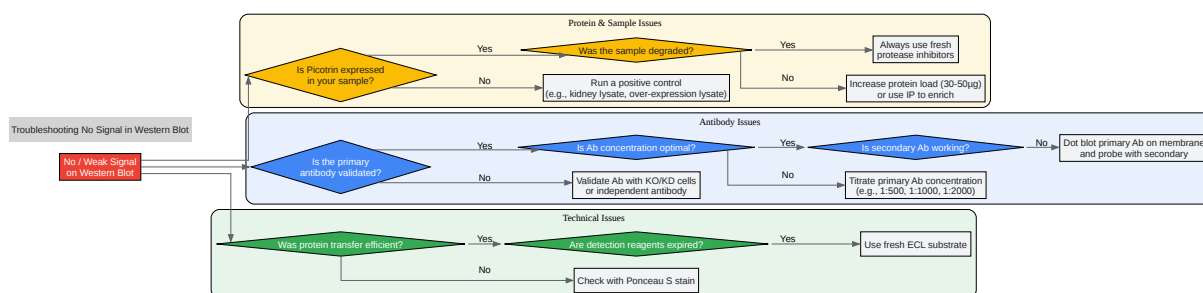 Protein & Sample Issues
Is Picotrin expressed
in your sample?
Yes
No
Was the sample degraded?
Yes
No
Always use fresh
protease inhibitors
Run a positive control
(e.g., kidney lysate, over-expression lysate)
Increase protein load (30-50µg)
or use IP to enrich
Troubleshooting No Signal in Western Blot
No / Weak Signal
on Western Blot
Antibody Issues
Is the primary
antibody validated?
Yes
No
Is Ab concentration optimal?
Yes
No
Is secondary Ab working?
No
Dot blot primary Ab on membrane
and probe with secondary
Validate Ab with KO/KD cells
or independent antibody
Titrate primary Ab concentration
(e.g., 1:500, 1:1000, 1:2000)
Technical Issues
Was protein transfer efficient?
Yes
No
Are detection reagents expired?
Yes
Use fresh ECL substrate
Check with Ponceau S stain